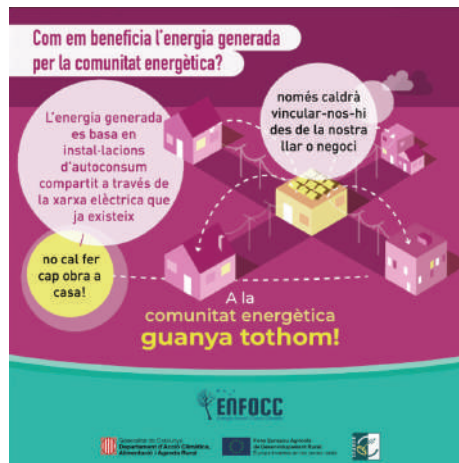 Com em beneficia l'energia generada
per la comunitat energètica?
L'energia generada
es basa en
instal·lacions
d'autoconsum
compartit a través de
la xarxa elèctrica que
ja existeix
no cal fer
cap obra a
casa!
només caldrà
vincular-nos-hi
des de la nostra
llar o negoci
A la
comunitat energètica
guanya tothom!
ENFOCC
Generalitat de Catalunya
Departament d'Acció Climàtica,
Alimentació i Agenda Rural
Fons Europeu Agrícola
de Desenvolupament Rural: